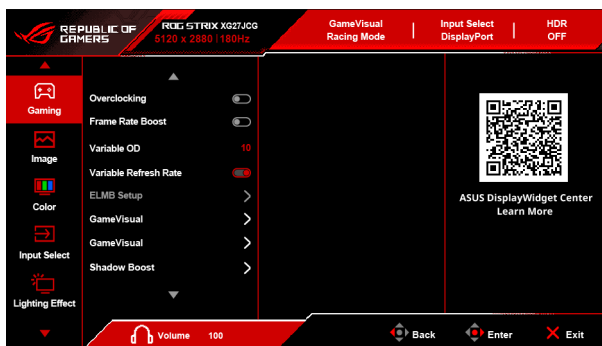 REPUBLIC OF
GAMERS
ROG STRIX XG27JCG
5120 x 2880 | 180Hz
GameVisual
Racing Mode
Input Select
DisplayPort
HDR
OFF
Gaming
Image
Color
Input Select
Lighting Effect
Overclocking
Frame Rate Boost
Variable OD 10
Variable Refresh Rate
ELMB Setup
GameVisual
GameVisual
Shadow Boost
ASUS DisplayWidget Center
Learn More
Volume 100
Back
Enter
Exit